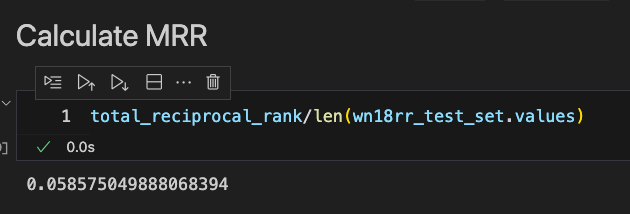 Calculate MRR
1 total_reciprocal_rank/len(wn18rr_test_set.values)
0.0s
0.058575049888068394